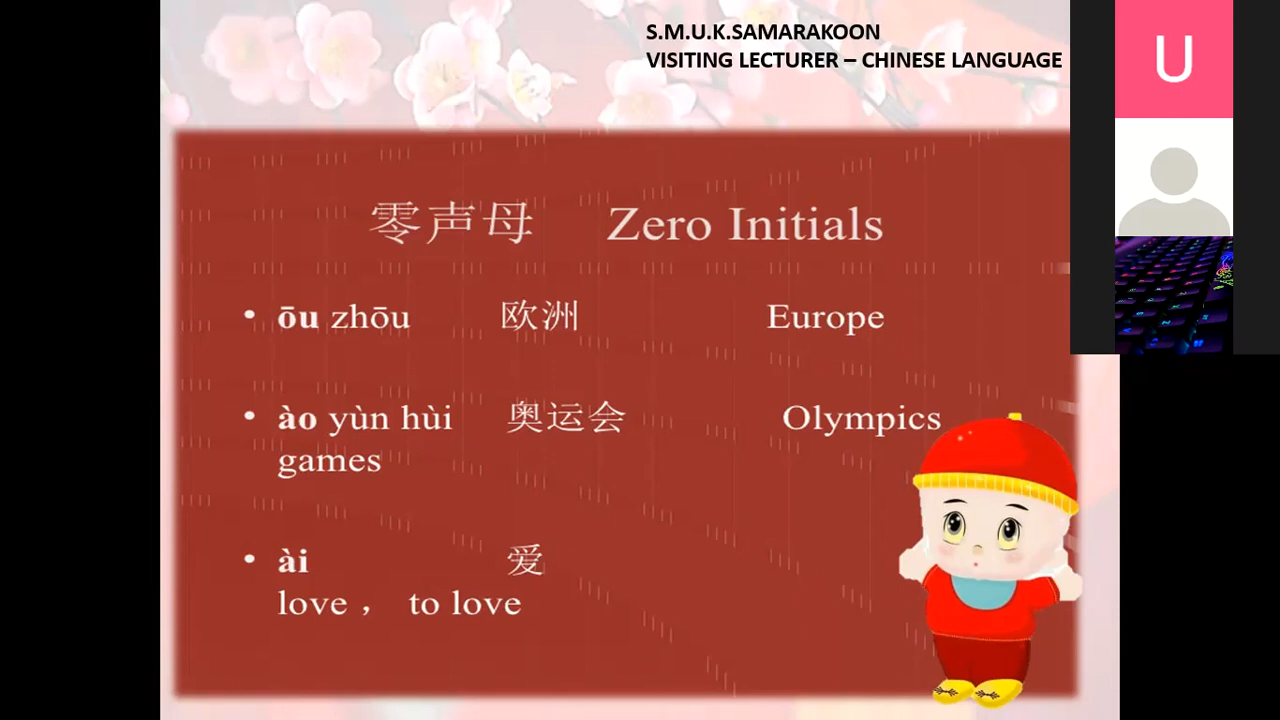 S.M.U.K.SAMARAKOON
VISITING LECTURER – CHINESE LANGUAGE
U
零声母 Zero Initials
• ōu zhōu 欧洲 Europe
• ào yùn hùi 奥运会 Olympics
games
• ài 爱
love， to love